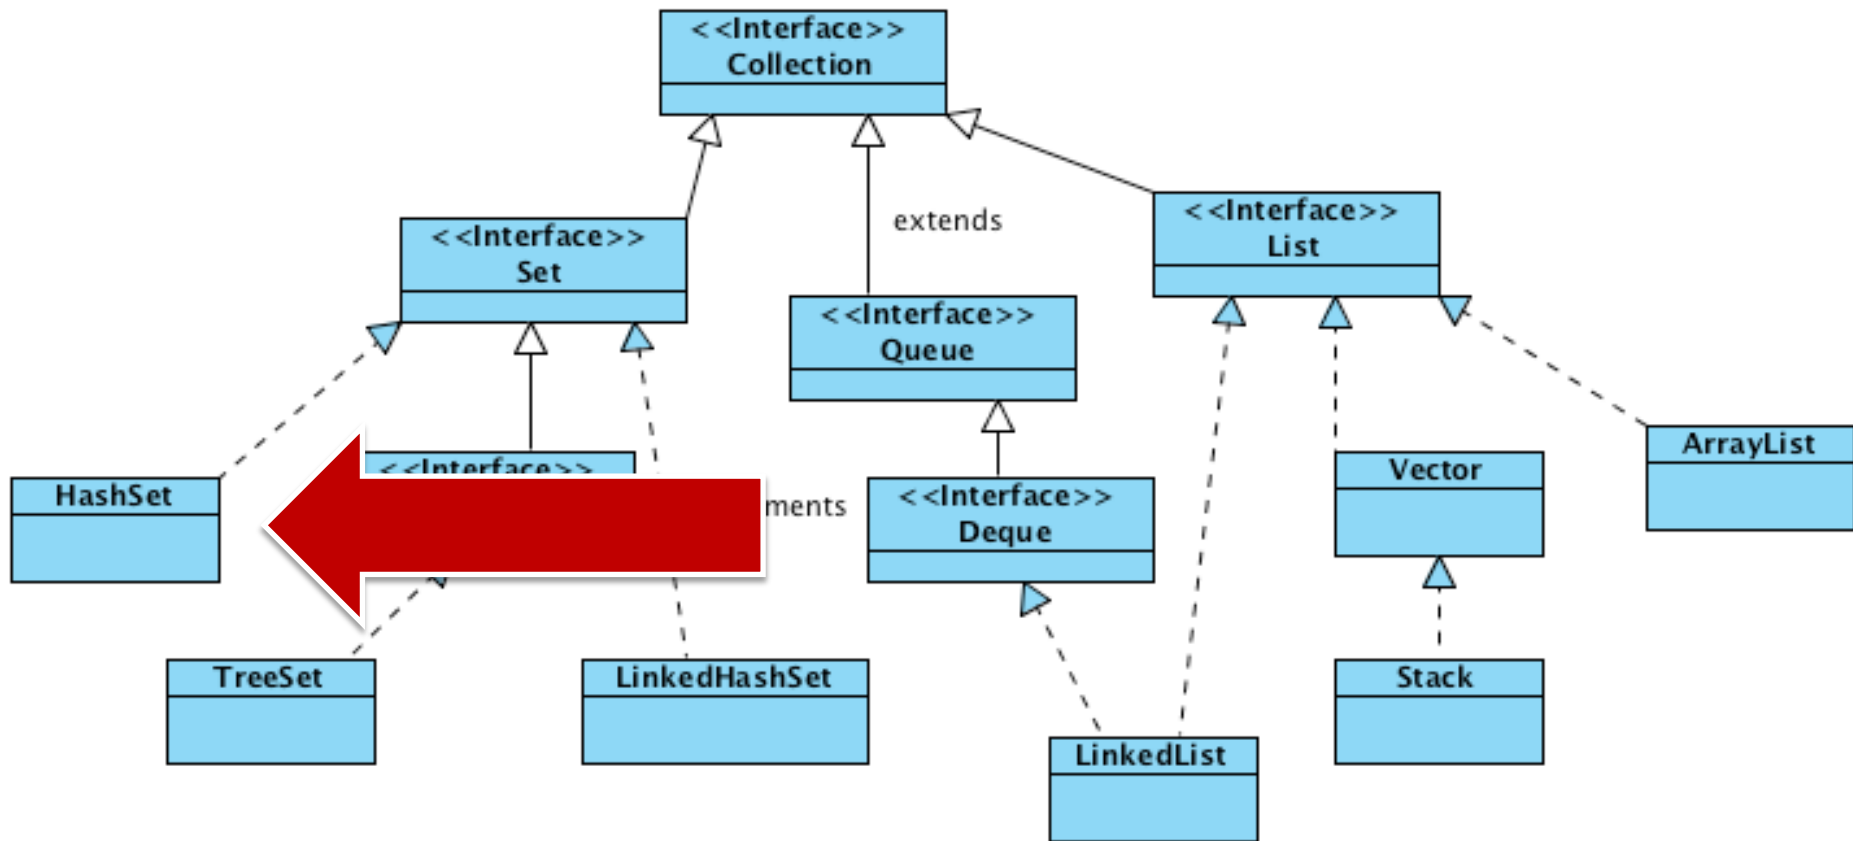 <<Interface>>
Collection
extends
<<Interface>>
Set
<<Interface>>
List
<<Interface>>
Queue
HashSet
<<Interface>>
ments
<<Interface>>
Deque
Vector
ArrayList
TreeSet
LinkedHashSet
LinkedList
Stack